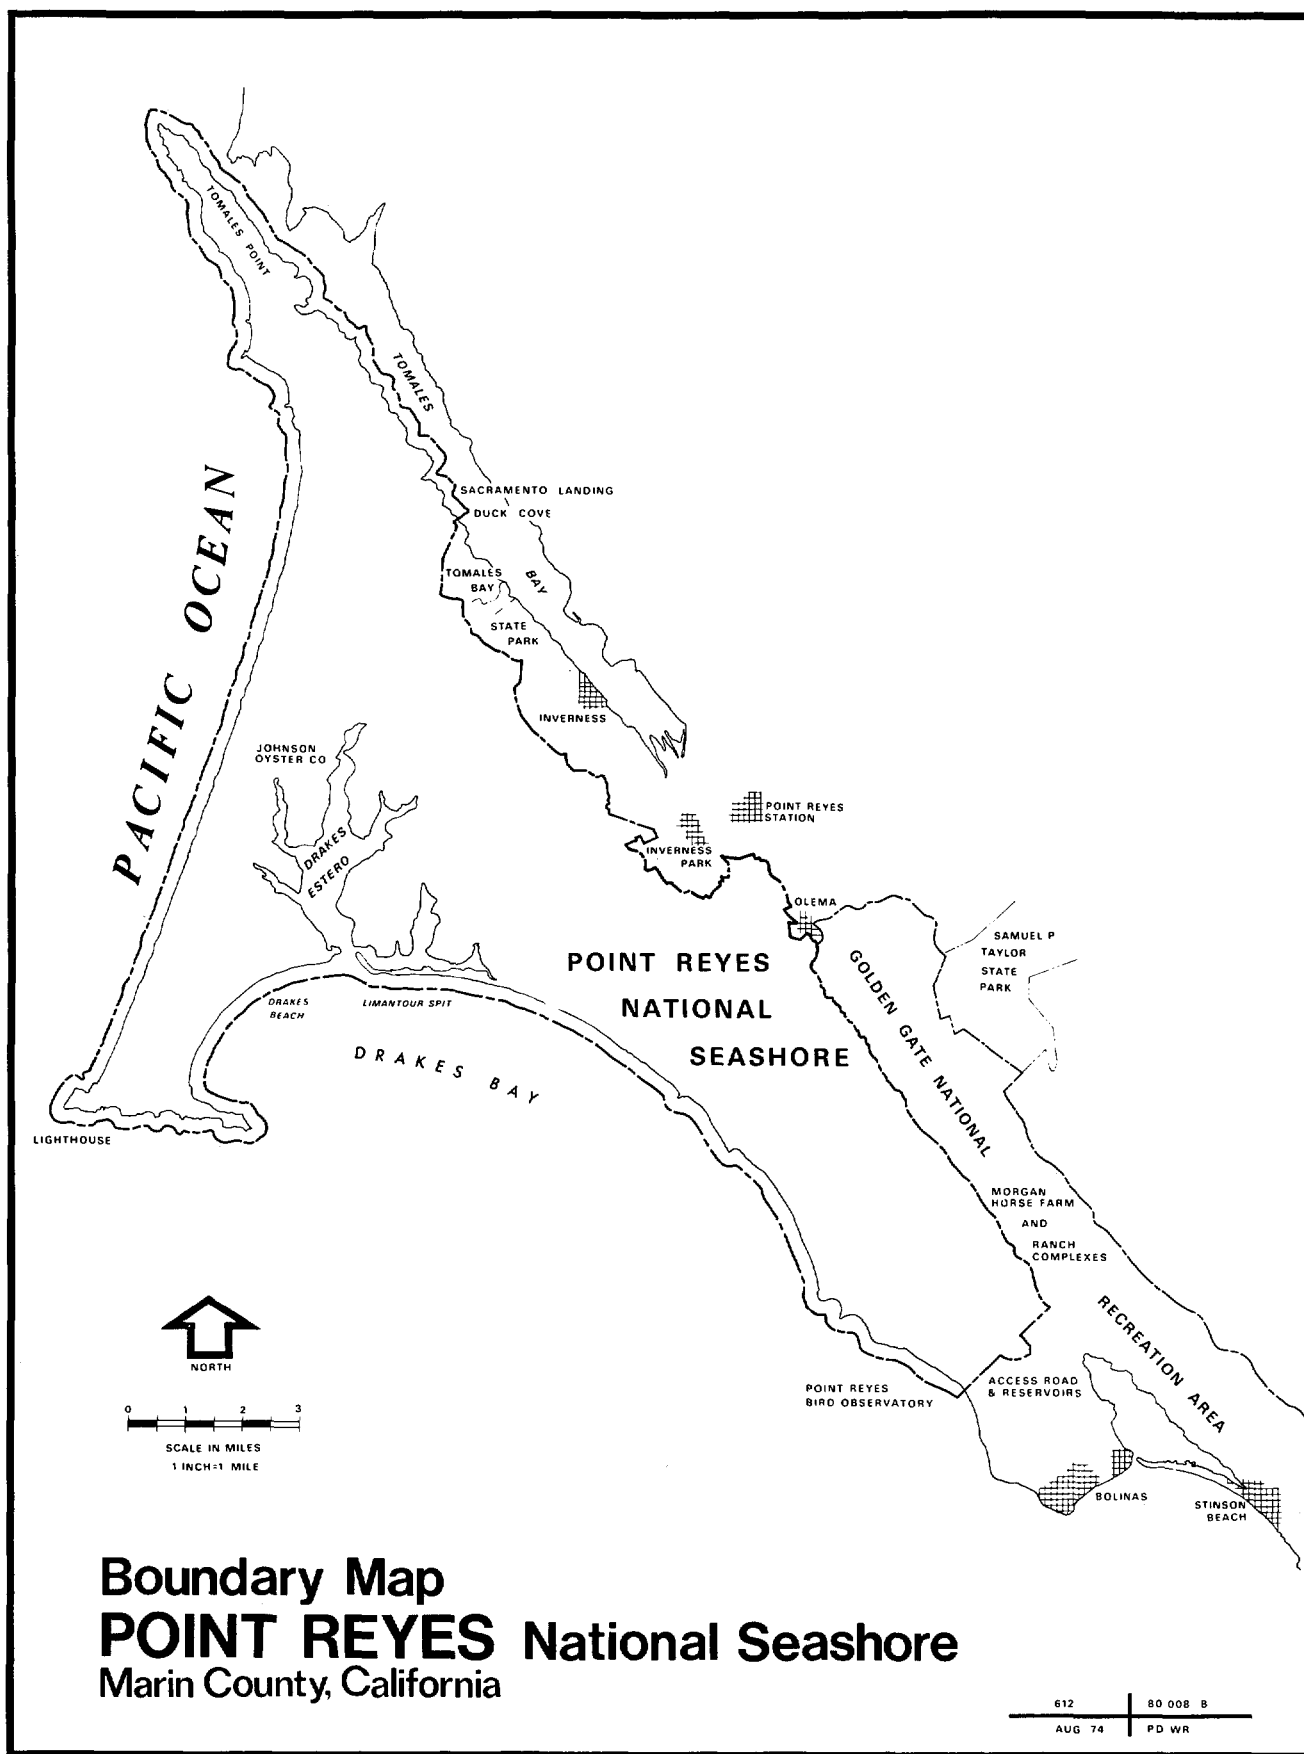 TOMALES POINT
TOMALES
BAY
PACIFIC OCEAN
SACRAMENTO LANDING
DUCK COVE
TOMALES
BAY
STATE
PARK
INVERNESS
JOHNSON
OYSTER CO
DRAKES
ESTERO
POINT REYES
STATION
INVERNESS
PARK
OLEMA
SAMUEL P
TAYLOR
STATE
PARK
POINT REYES
NATIONAL
SEASHORE
GOLDEN GATE NATIONAL
RECREATION AREA
DRAKES
BEACH
LIMANTOUR SPIT
DRAKES BAY
LIGHTHOUSE
MORGAN
HORSE FARM
AND
RANCH
COMPLEXES
NORTH
0 1 2 3
SCALE IN MILES
1 INCH=1 MILE
POINT REYES
BIRD OBSERVATORY
ACCESS ROAD
& RESERVOIRS
BOLINAS
STINSON
BEACH
Boundary Map
POINT REYES National Seashore
Marin County, California
612 80 008 B
AUG 74 PD WR